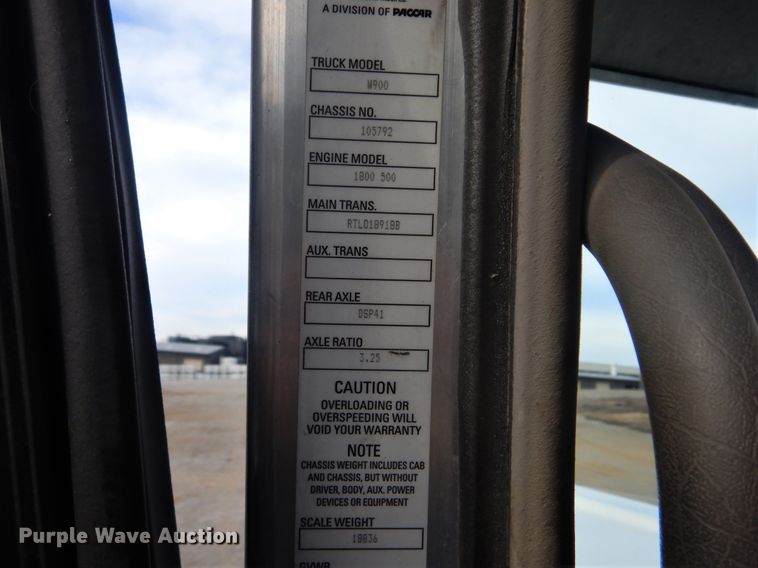 A DIVISION OF PACCAR
TRUCK MODEL
W900
CHASSIS NO.
105792
ENGINE MODEL
1800 500
MAIN TRANS.
RTLO18918B
AUX. TRANS
REAR AXLE
DSP41
AXLE RATIO
3.25
CAUTION
OVERLOADING OR
OVERSPEEDING WILL
VOID YOUR WARRANTY
NOTE
CHASSIS WEIGHT INCLUDES CAB
AND CHASSIS, BUT WITHOUT
DRIVER, BODY, AUX. POWER
DEVICES OR EQUIPMENT
SCALE WEIGHT
18836
GVWR
Purple Wave Auction